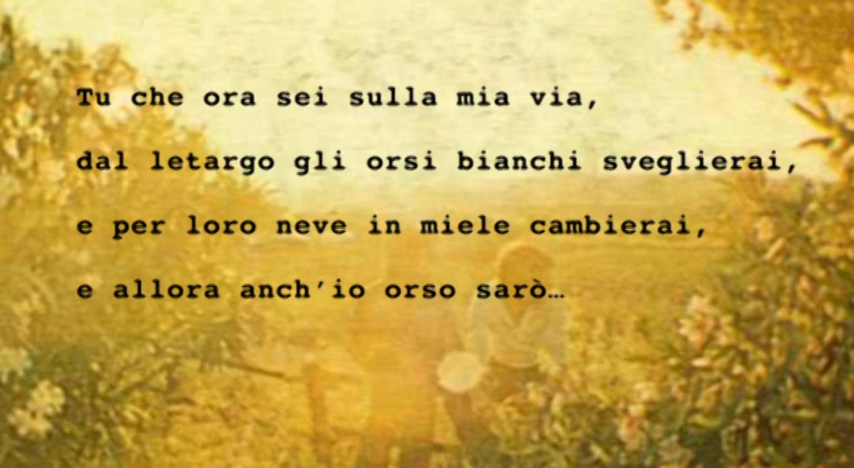 Tu che ora sei sulla mia via,
dal letargo gli orsi bianchi sveglierai,
e per loro neve in miele cambierai,
e allora anch'io orso sarò…